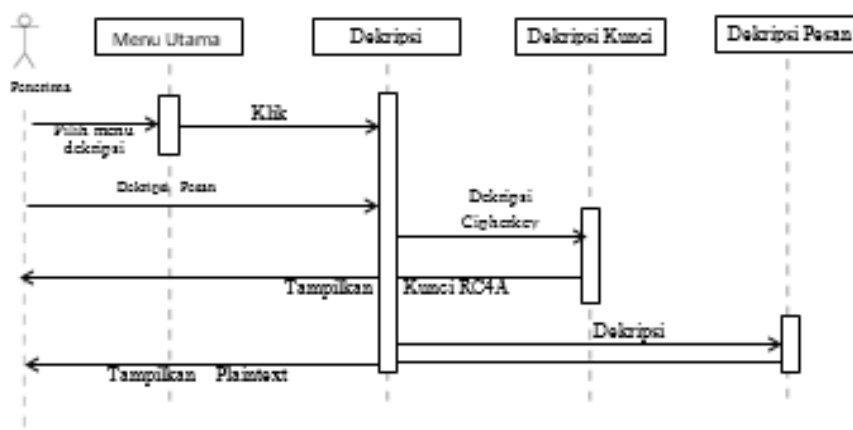 Menu Utama
Dekripsi
Dekripsi Kunci
Dekripsi Pesan
Penerima
Pilih menu
dekripsi
Klik
Dekripsi Pesan
Dekripsi
Cipherkey
Tampilkan Kunci RC4A
Dekripsi
Tampilkan Plaintext